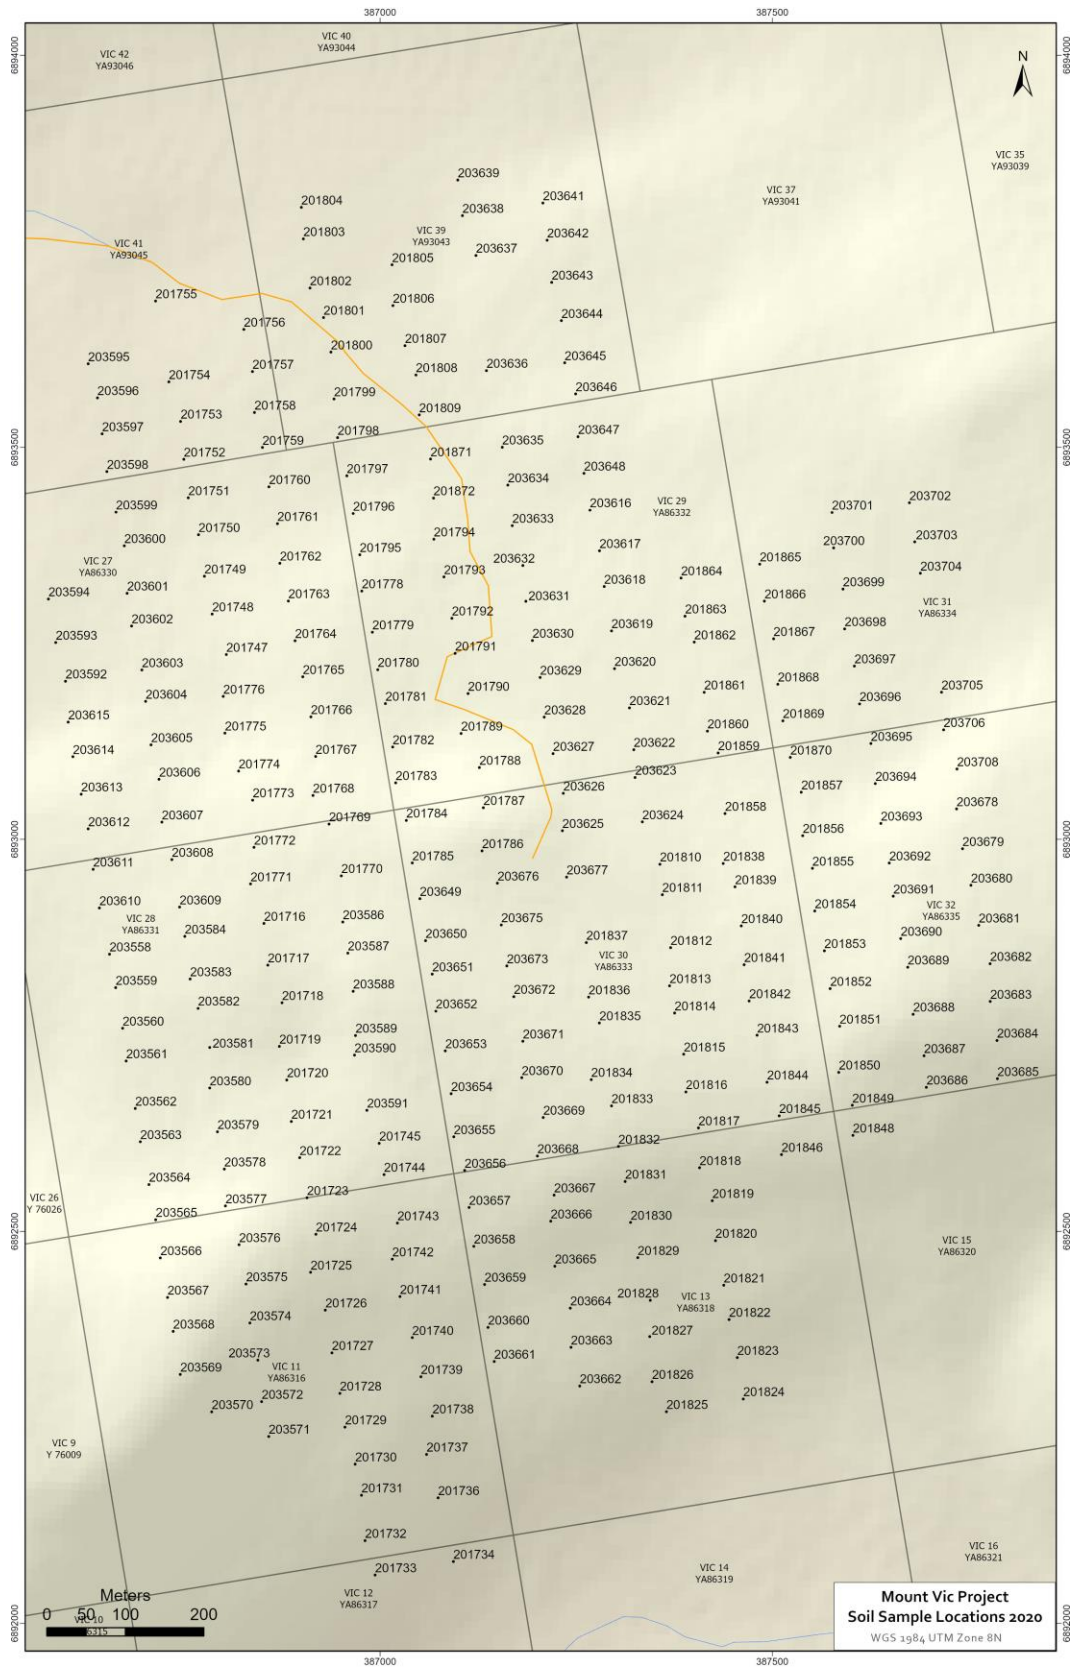 387000 387500
6894000 6894000
VIC 42
YA93046
VIC 40
YA93044
N
VIC 35
YA93039
VIC 37
YA93041
203639
201804 203641
203638
201803 VIC 39
YA93043
203642
VIC 41
YA93045
203637
201805
201802 203643
201755 201806
201801 203644
201756
201800 201807
203595 203645
201757 203636
201754 201808
203596 201799 203646
201758 201809
201753
203597 201798 203647
6893500 6893500
201759 203635
201752 201871
203598 201797 203648
201760 203634
201751 201872 203702
203599 201796 203616 VIC 29
YA86332
203701
201761 203633
201750 201794 203703
203600 201795 203617 203700
201762 203632 201865
VIC 27
YA86330
201749 201793 201864 203704
203601 201778 203618 203699
203594 201763 203631 201866
201748 201792 201863 VIC 31
YA86334
203602 201779 203619 203698
203593 201764 203630 201862 201867
201747 201791
203603 201780 203620 203697
203592 201765 203629 201868
201776 201790 201861 203705
203604 201781 203621 203696
203615 201766 203628 201869
201775 201789 201860 203706
203605 201782 203622 203695
203614 201767 203627 201859 201870
201774 201788 203708
203606 201783 203623 203694
203613 201768 203626 201857
201773 201787 201858 203678
203607 201784 203624 203693
203612 201769 203625 201856
6893000 6893000
201772 201786 203679
203608 201785 201810 201838 203692
203611 201770 203677 201855
201771 203676 201811 201839 203680
203610 203609 203649 203691
VIC 28
YA86331
201716 203586 203675 201840 201854 VIC 32
YA86335
203681
203584 203650 201837 201812 203690
203558 203587 201853
201717 203651 203673 VIC 30
YA86333
201841 203689 203682
203583 201813
203559 203588 201852
201718 203672 201836 201842 203683
203582 203652 201814 203688
203560 203589 201835 201843 201851
203581 201719 203671 203684
203561 203590 203653 201815 203687
201720 203670 201834 201844 201850
203580 203654 201816 203686 203685
203562 203591 201833 201849
201721 203669 201845
203579 201745 203655 201817
203563 201832 201848
201722 203668 201846
203578 201744 203656 201818
203564 201831
201723 203667
VIC 26
Y 76026
203577 203657 201819
203565 201743 203666 201830
201724
6892500 6892500
203576 203658 201820 VIC 15
YA86320
203566 201742 203665 201829
201725
203575 203659 201821
203567 201741 201828 VIC 13
YA86318
201726 203664
203574 203660 201822
203568 201740 201827
201727 203663
203573 203661 201823
203569 VIC 11
YA86316
201739
201728 203662 201826
203572 201824
203570 201738 201825
201729
203571
201737
VIC 9
Y 76009
201730
201731 201736
201732
201734
201733 VIC 16
YA86321
VIC 14
YA86319
VIC 12
YA86317
Meters
0 50 100 200
VIC 10
Mount Vic Project
Soil Sample Locations 2020
WGS 1984 UTM Zone 8N
6892000 6892000
387000 387500